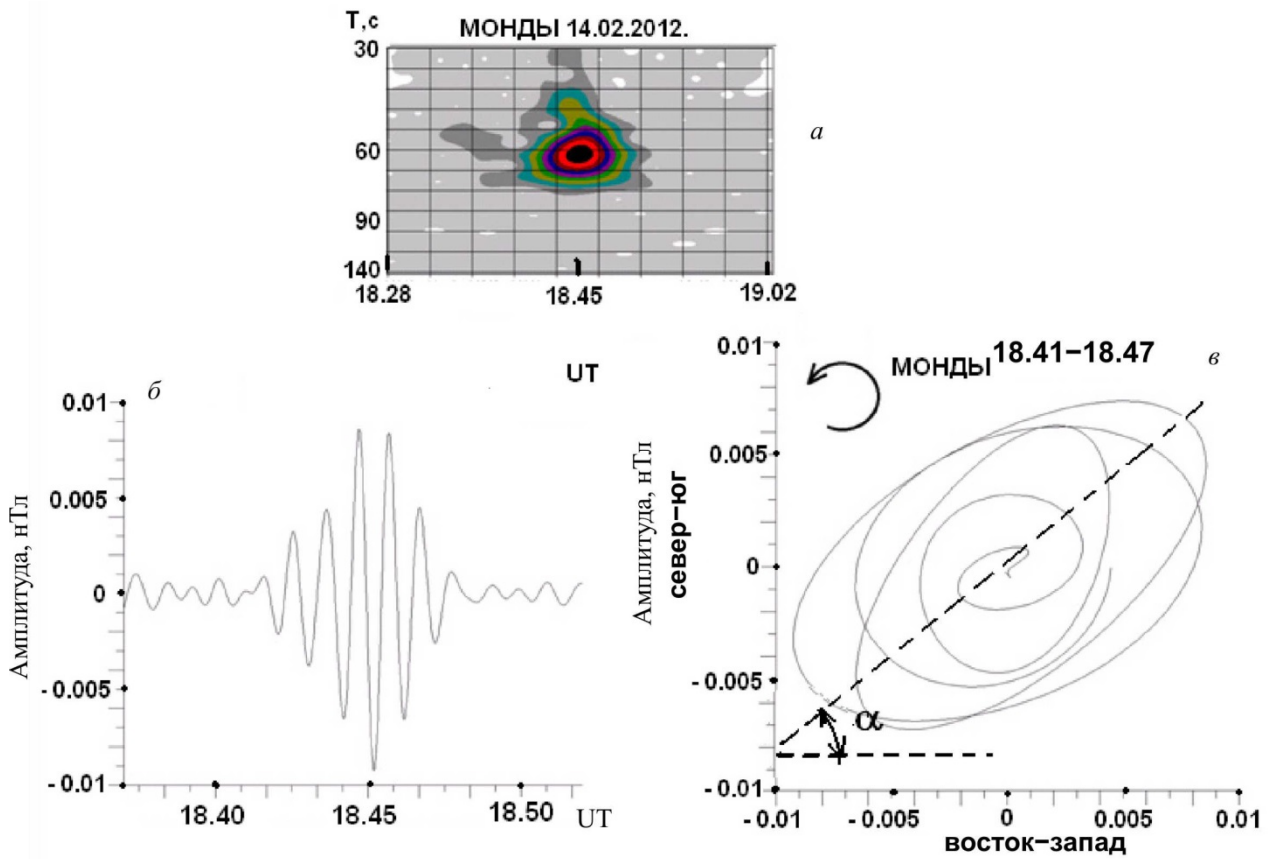 T,c
МОНДЫ 14.02.2012.
30
60
90
140
18.28
18.45
19.02
а
UT
б
Амплитуда, нТл
0.01
0.005
0
- 0.005
- 0.01
18.40
18.45
18.50
UT
МОНДЫ 18.41–18.47
в
Амплитуда, нТл
север–юг
0.01
0.005
0
- 0.005
- 0.01
α
- 0.01
- 0.005
0
0.005
0.01
восток–запад